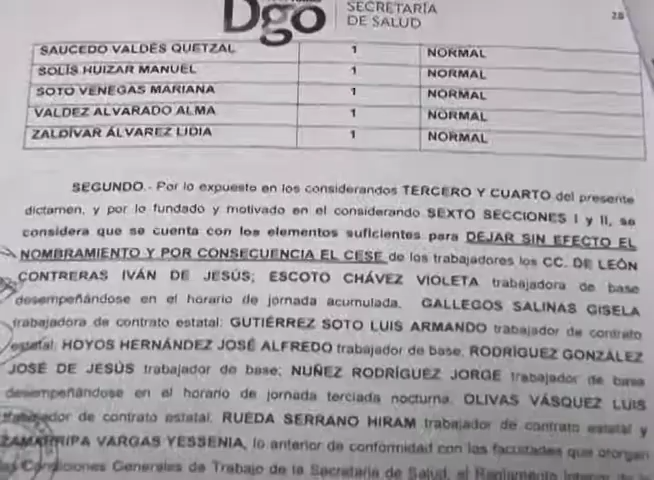 Dgo SECRETARÍA
DE SALUD
28
SAUCEDO VALDÉS QUETZAL 1 NORMAL
SOLÍS HUIZAR MANUEL 1 NORMAL
SOTO VENEGAS MARIANA 1 NORMAL
VALDEZ ALVARADO ALMA 1 NORMAL
ZALDÍVAR ÁLVAREZ LIDIA 1 NORMAL
SEGUNDO.- Por lo expuesto en los considerandos TERCERO Y CUARTO del presente
dictamen, y por lo fundado y motivado en el considerando SEXTO SECCIONES I y II, se
considera que se cuenta con los elementos suficientes para DEJAR SIN EFECTO EL
NOMBRAMIENTO Y POR CONSECUENCIA EL CESE de los trabajadores los CC. DE LEÓN
CONTRERAS IVÁN DE JESÚS; ESCOTO CHÁVEZ VIOLETA trabajadora de base
desempeñándose en el horario de jornada acumulada. GALLEGOS SALINAS GISELA
trabajadora de contrato estatal; GUTIÉRREZ SOTO LUIS ARMANDO trabajador de contrato
estatal; HOYOS HERNÁNDEZ JOSÉ ALFREDO trabajador de base, RODRÍGUEZ GONZÁLEZ
JOSÉ DE JESÚS trabajador de base; NUÑEZ RODRÍGUEZ JORGE trabajador de base
desempeñándose en el horario de jornada terciada nocturna. OLIVAS VÁSQUEZ LUIS
trabajador de contrato estatal, RUEDA SERRANO HIRAM trabajador de contrato estatal y
ZAMARRIPA VARGAS YESSENIA, lo anterior de conformidad con las facultades que otorgan
las Condiciones Generales de Trabajo de la Secretaría de Salud, el Reglamento Interior de